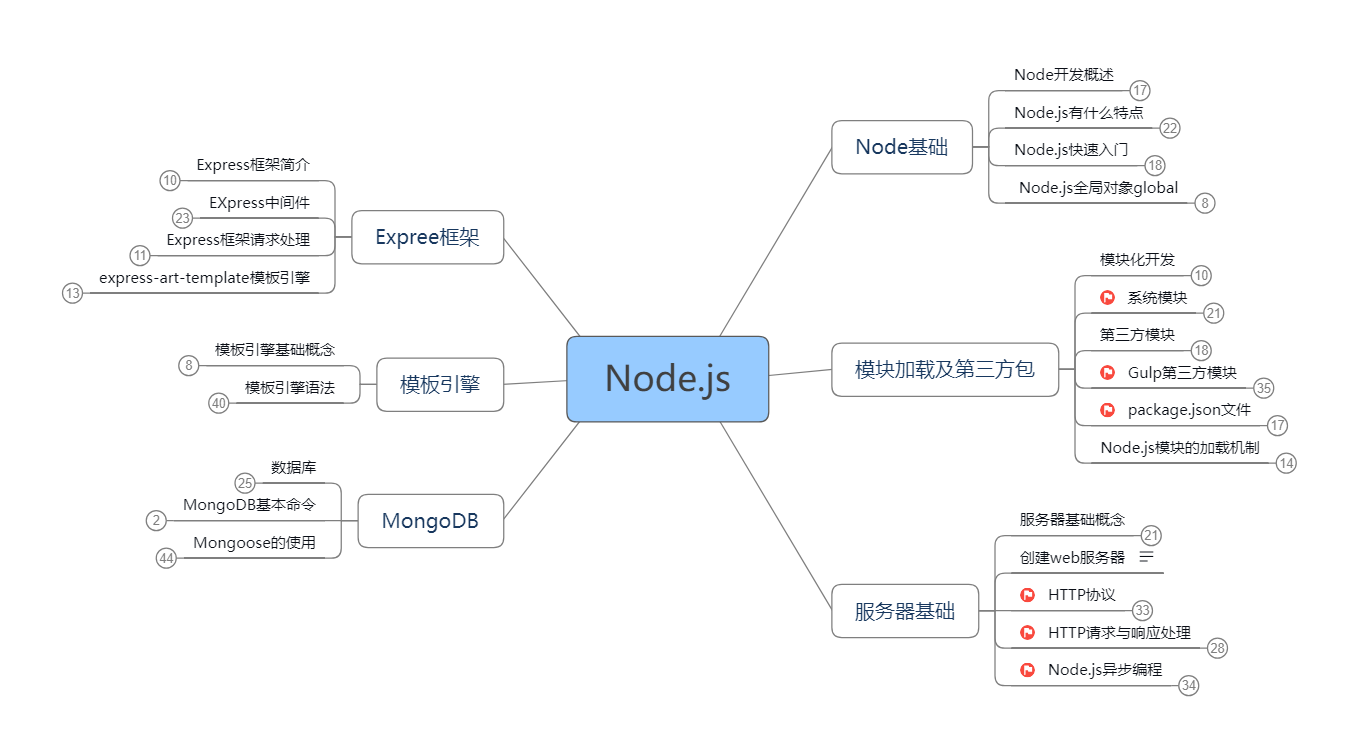 Node.js
Node基础
Node开发概述
17
Node.js有什么特点
22
Node.js快速入门
18
Node.js全局对象global
8
模块加载及第三方包
模块化开发
10
系统模块
21
第三方模块
18
Gulp第三方模块
35
package.json文件
17
Node.js模块的加载机制
14
服务器基础
服务器基础概念
21
创建web服务器
HTTP协议
33
HTTP请求与响应处理
28
Node.js异步编程
34
Expree框架
Express框架简介
10
EXpress中间件
23
Express框架请求处理
11
express-art-template模板引擎
13
模板引擎
模板引擎基础概念
8
模板引擎语法
40
MongoDB
数据库
25
MongoDB基本命令
2
Mongoose的使用
44